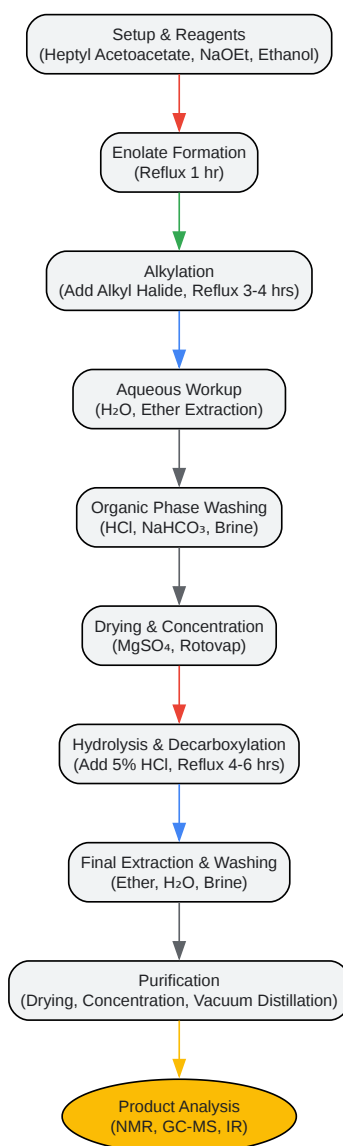 Setup & Reagents
(Heptyl Acetoacetate, NaOEt, Ethanol)
Enolate Formation
(Reflux 1 hr)
Alkylation
(Add Alkyl Halide, Reflux 3-4 hrs)
Aqueous Workup
(H₂O, Ether Extraction)
Organic Phase Washing
(HCl, NaHCO₃, Brine)
Drying & Concentration
(MgSO₄, Rotovap)
Hydrolysis & Decarboxylation
(Add 5% HCl, Reflux 4-6 hrs)
Final Extraction & Washing
(Ether, H₂O, Brine)
Purification
(Drying, Concentration, Vacuum Distillation)
Product Analysis
(NMR, GC-MS, IR)